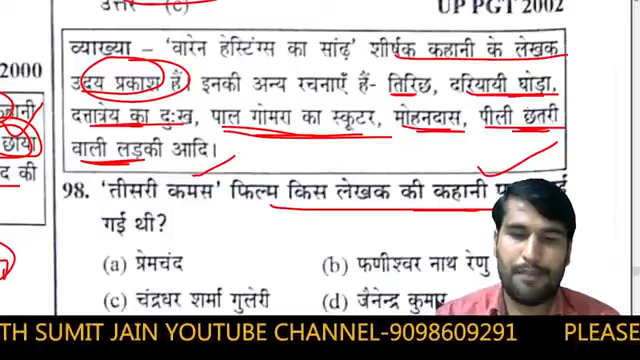 उत्तर (c)
UP PGT 2002
2000
व्याख्या – 'वारेन हेस्टिंग्स का सांढ़' शीर्षक कहानी के लेखक
उदय प्रकाश हैं। इनकी अन्य रचनाएँ हैं- तिरिछ, दरियायी घोड़ा,
दत्तात्रेय का दुःख, पाल गोमरा का स्कूटर, मोहनदास, पीली छतरी
वाली लड़की आदि।
छाया
की
98. 'तीसरी कमस' फिल्म किस लेखक की कहानी
गई थी?
(a) प्रेमचंद
(b) फणीश्वर नाथ रेणु
(c) चंद्रधर शर्मा गुलेरी
(d) जैनेन्द्र कुमार
TH SUMIT JAIN YOUTUBE CHANNEL-9098609291 PLEASE